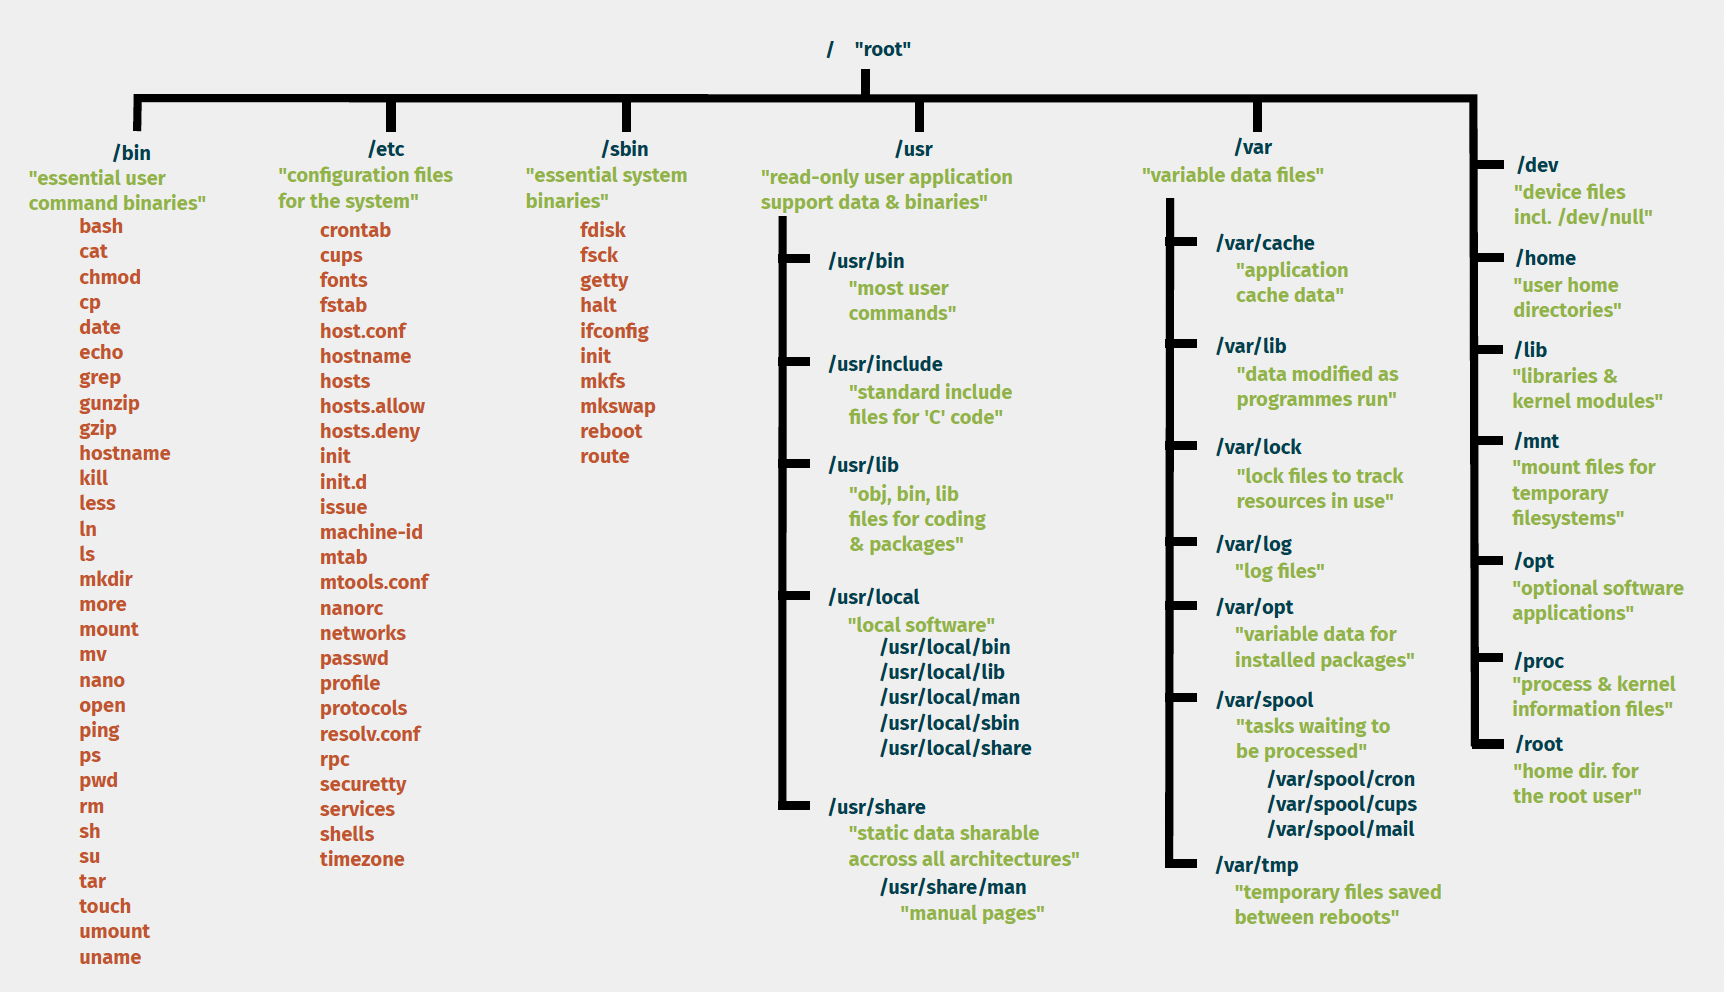 / "root"
/bin
"essential user
command binaries"
bash
cat
chmod
cp
date
echo
grep
gunzip
gzip
hostname
kill
less
ln
ls
mkdir
more
mount
mv
nano
open
ping
ps
pwd
rm
sh
su
tar
touch
umount
uname
/etc
"configuration files
for the system"
crontab
cups
fonts
fstab
host.conf
hostname
hosts
hosts.allow
hosts.deny
init
init.d
issue
machine-id
mtab
mtools.conf
nanorc
networks
passwd
profile
protocols
resolv.conf
rpc
securetty
services
shells
timezone
/sbin
"essential system
binaries"
fdisk
fsck
getty
halt
ifconfig
init
mkfs
mkswap
reboot
route
/usr
"read-only user application
support data & binaries"
/usr/bin
"most user
commands"
/usr/include
"standard include
files for 'C' code"
/usr/lib
"obj, bin, lib
files for coding
& packages"
/usr/local
"local software"
/usr/local/bin
/usr/local/lib
/usr/local/man
/usr/local/sbin
/usr/local/share
/usr/share
"static data sharable
accross all architectures"
/usr/share/man
"manual pages"
/var
"variable data files"
/var/cache
"application
cache data"
/var/lib
"data modified as
programmes run"
/var/lock
"lock files to track
resources in use"
/var/log
"log files"
/var/opt
"variable data for
installed packages"
/var/spool
"tasks waiting to
be processed"
/var/spool/cron
/var/spool/cups
/var/spool/mail
/var/tmp
"temporary files saved
between reboots"
/dev
"device files
incl. /dev/null"
/home
"user home
directories"
/lib
"libraries &
kernel modules"
/mnt
"mount files for
temporary
filesystems"
/opt
"optional software
applications"
/proc
"process & kernel
information files"
/root
"home dir. for
the root user"